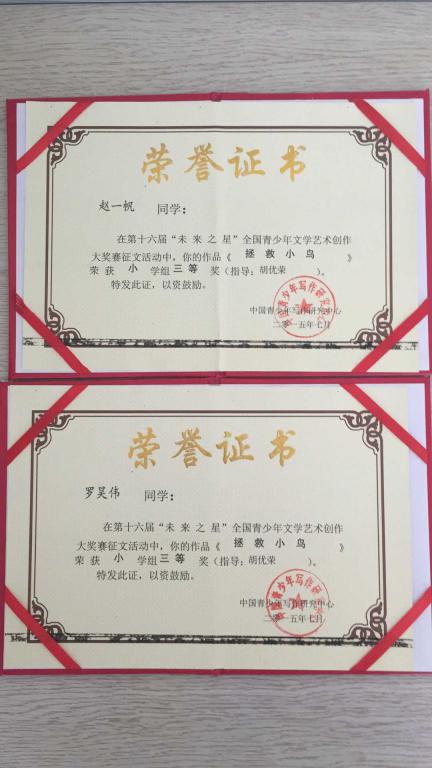 荣誉证书
赵一帆 同学：
在第十六届“未来之星”全国青少年文学艺术创作
大奖赛征文活动中，你的作品《 拯救小鸟 》
荣获 小 学组 三等 奖（指导：胡优荣 ）。
特发此证，以资鼓励。
中国青少年写作研究中心
二〇一五年七月
荣誉证书
罗昊伟 同学：
在第十六届“未来之星”全国青少年文学艺术创作
大奖赛征文活动中，你的作品《 拯救小鸟 》
荣获 小 学组 三等 奖（指导：胡优荣 ）。
特发此证，以资鼓励。
中国青少年写作研究中心
二〇一五年七月